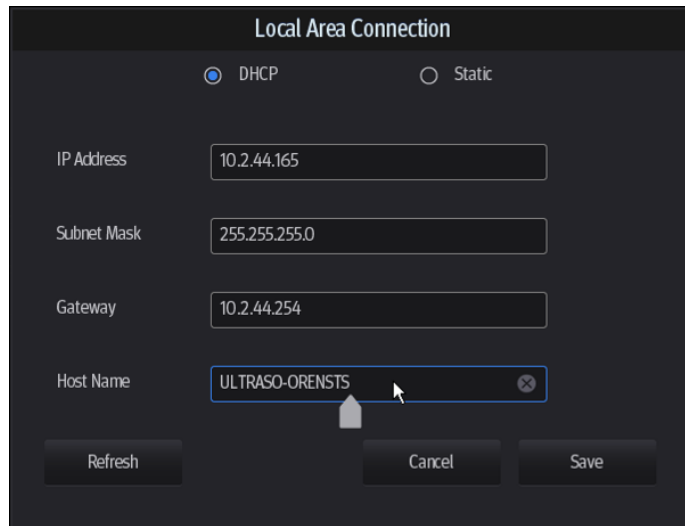 Local Area Connection
DHCP Static
IP Address 10.2.44.165
Subnet Mask 255.255.255.0
Gateway 10.2.44.254
Host Name ULTRASO-ORENSTS
Refresh Cancel Save